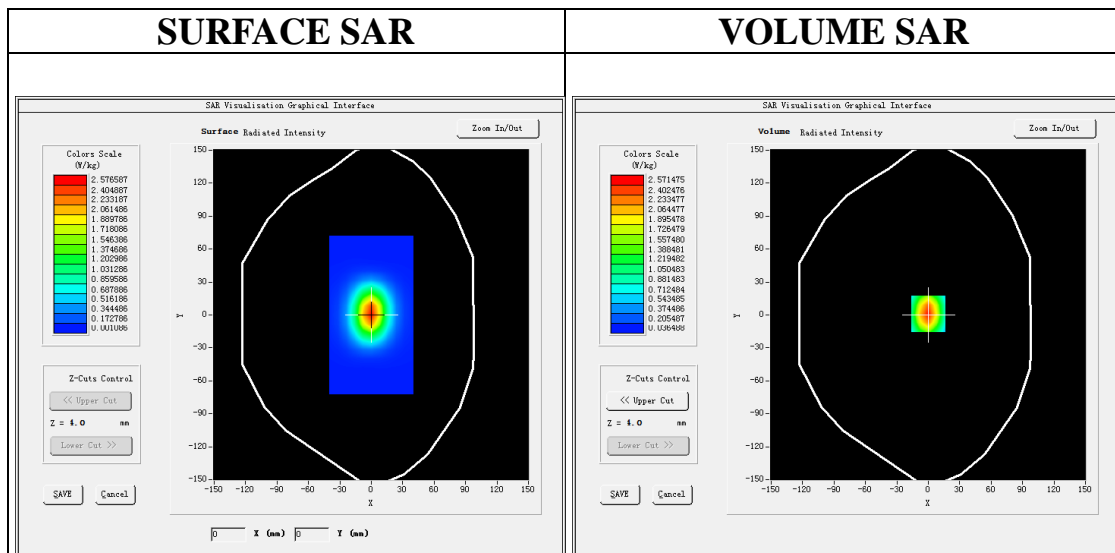 SURFACE SAR
SAR Visualisation Graphical Interface
Surface Radiated Intensity
Zoom In/Out
Colors Scale
(W/kg)
2.576587
2.404887
2.233187
2.061486
1.889786
1.718086
1.546386
1.374686
1.202986
1.031286
0.859586
0.687886
0.516186
0.344486
0.172786
0.001086
Z-Cuts Control
<< Upper Cut
Z = 4.0 mm
Lower Cut >>
SAVE Cancel
150
120
90
60
30
0
-30
-60
-90
-120
-150
Y
-150 -120 -90 -60 -30 0 30 60 90 120 150
X
0 X (mm) 0 Y (mm)
VOLUME SAR
SAR Visualisation Graphical Interface
Volume Radiated Intensity
Zoom In/Out
Colors Scale
(W/kg)
2.571475
2.402476
2.233477
2.064477
1.895478
1.726479
1.557480
1.388481
1.219482
1.050483
0.881483
0.712484
0.543485
0.374486
0.205487
0.036488
Z-Cuts Control
<< Upper Cut
Z = 4.0 mm
Lower Cut >>
SAVE Cancel
150
120
90
60
30
0
-30
-60
-90
-120
-150
Y
-150 -120 -90 -60 -30 0 30 60 90 120 150
X